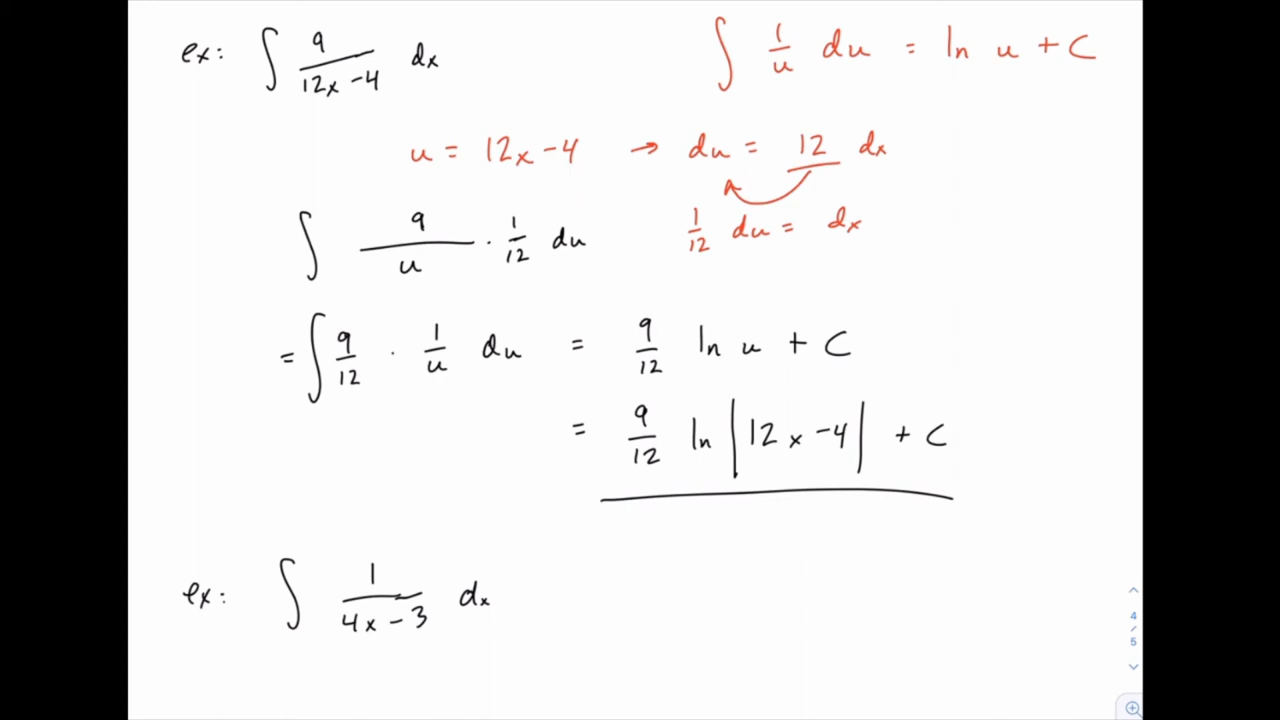 ex: ∫ 9/(12x-4) dx
∫ 1/u du = ln u + C
u = 12x-4 → du = 12 dx
1/12 du = dx
∫ 9/u · 1/12 du
= ∫ 9/12 · 1/u du = 9/12 ln u + C
= 9/12 ln |12x-4| + C
ex: ∫ 1/(4x-3) dx
4
/
5